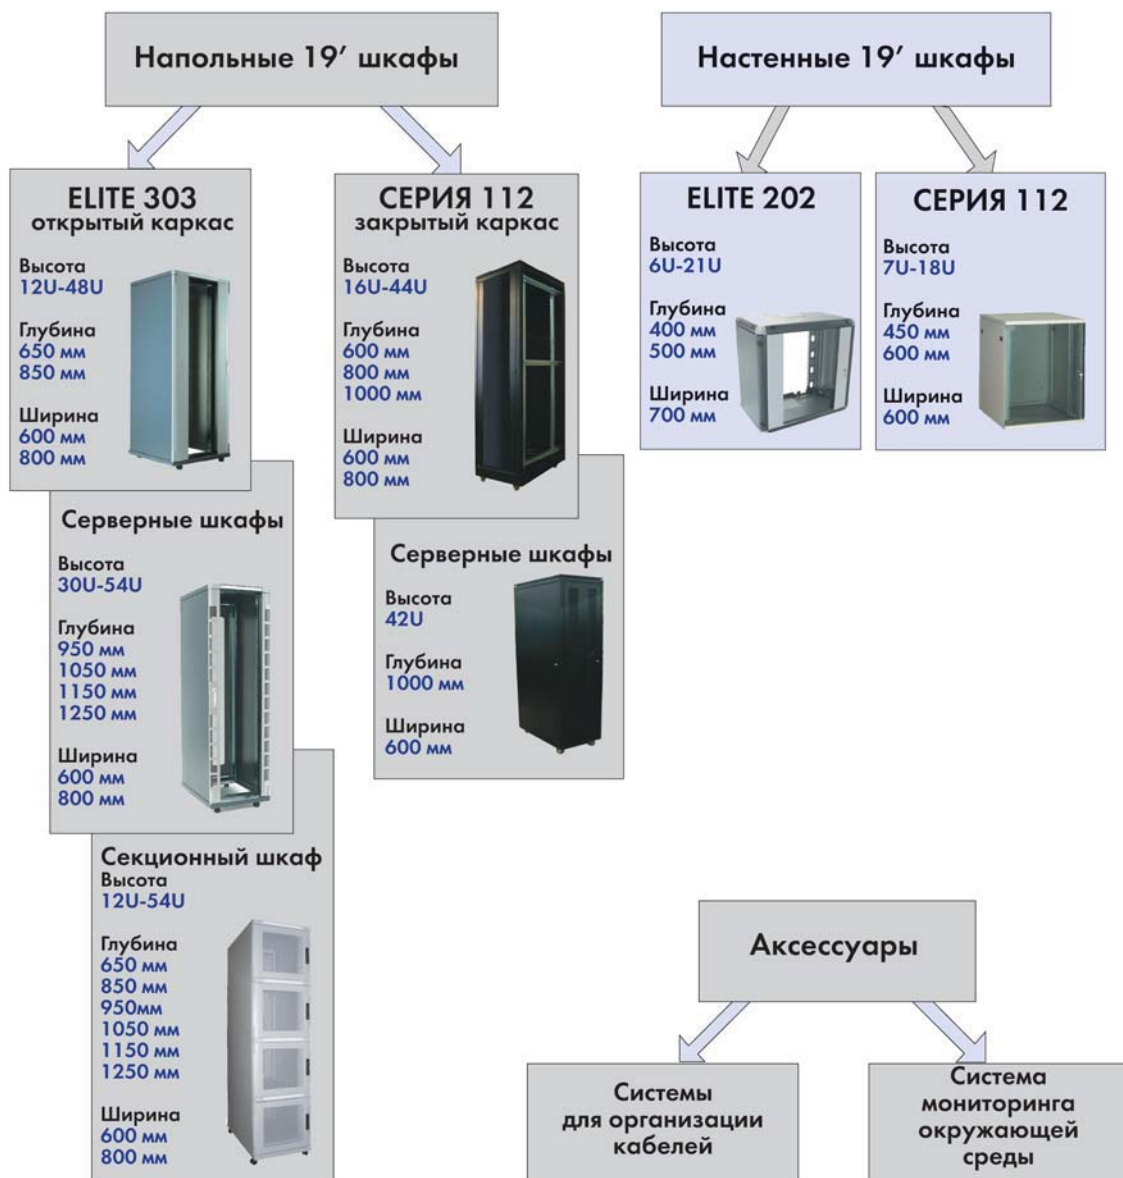 Напольные 19’ шкафы
ELITE 303
открытый каркас
Высота
12U-48U
Глубина
650 мм
850 мм
Ширина
600 мм
800 мм
Серверные шкафы
Высота
30U-54U
Глубина
950 мм
1050 мм
1150 мм
1250 мм
Ширина
600 мм
800 мм
Секционный шкаф
Высота
12U-54U
Глубина
650 мм
850 мм
950мм
1050 мм
1150 мм
1250 мм
Ширина
600 мм
800 мм
СЕРИЯ 112
закрытый каркас
Высота
16U-44U
Глубина
600 мм
800 мм
1000 мм
Ширина
600 мм
800 мм
Серверные шкафы
Высота
42U
Глубина
1000 мм
Ширина
600 мм
Настенные 19’ шкафы
ELITE 202
Высота
6U-21U
Глубина
400 мм
500 мм
Ширина
700 мм
СЕРИЯ 112
Высота
7U-18U
Глубина
450 мм
600 мм
Ширина
600 мм
Аксессуары
Системы
для организации
кабелей
Система
мониторинга
окружающей
среды